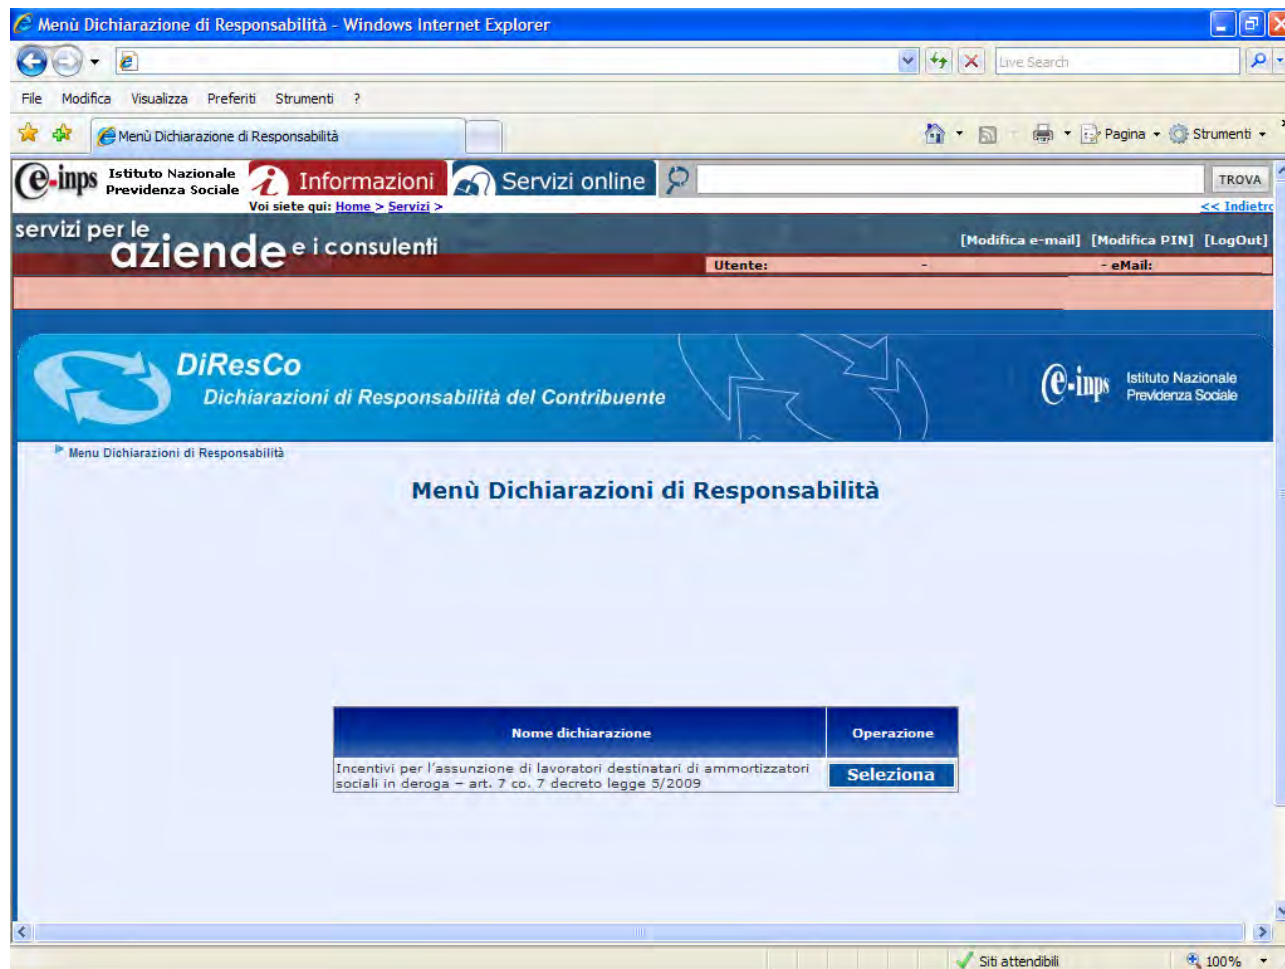 Menù Dichiarazione di Responsabilità - Windows Internet Explorer
Live Search
File Modifica Visualizza Preferiti Strumenti ?
Menù Dichiarazione di Responsabilità
Pagina Strumenti
e-inps Istituto Nazionale Previdenza Sociale
Informazioni
Servizi online
TROVA
Voi siete qui: Home > Servizi >
<< Indietro
servizi per le
aziende e i consulenti
[Modifica e-mail] [Modifica PIN] [LogOut]
Utente: - - eMail:
DiResCo
Dichiarazioni di Responsabilità del Contribuente
e-inps Istituto Nazionale
Previdenza Sociale
Menu Dichiarazioni di Responsabilità
Menù Dichiarazioni di Responsabilità
Nome dichiarazione Operazione
Incentivi per l'assunzione di lavoratori destinatari di ammortizzatori
sociali in deroga – art. 7 co. 7 decreto legge 5/2009
Seleziona
Siti attendibili 100%